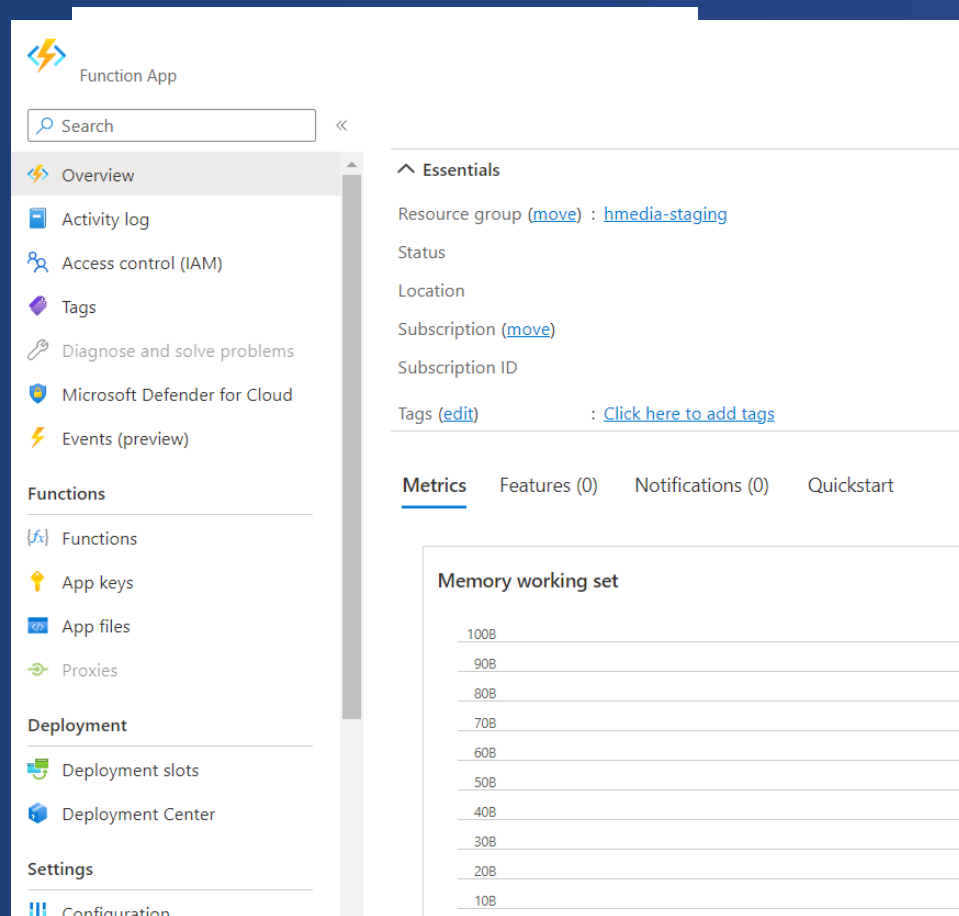 Function App
Search
«
Overview
Activity log
Access control (IAM)
Tags
Diagnose and solve problems
Microsoft Defender for Cloud
Events (preview)
Functions
Functions
App keys
App files
Proxies
Deployment
Deployment slots
Deployment Center
Settings
Configuration
Essentials
Resource group (move) : hmedia-staging
Status
Location
Subscription (move)
Subscription ID
Tags (edit) : Click here to add tags
Metrics Features (0) Notifications (0) Quickstart
Memory working set
100B
90B
80B
70B
60B
50B
40B
30B
20B
10B